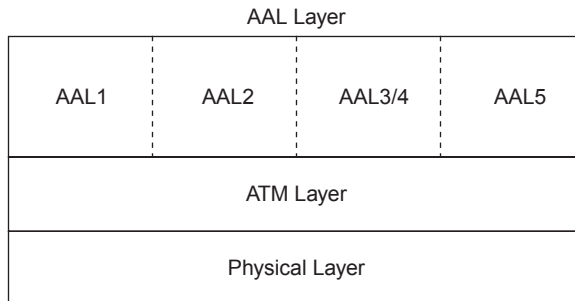 AAL Layer
AAL1 AAL2 AAL3/4 AAL5
ATM Layer
Physical Layer